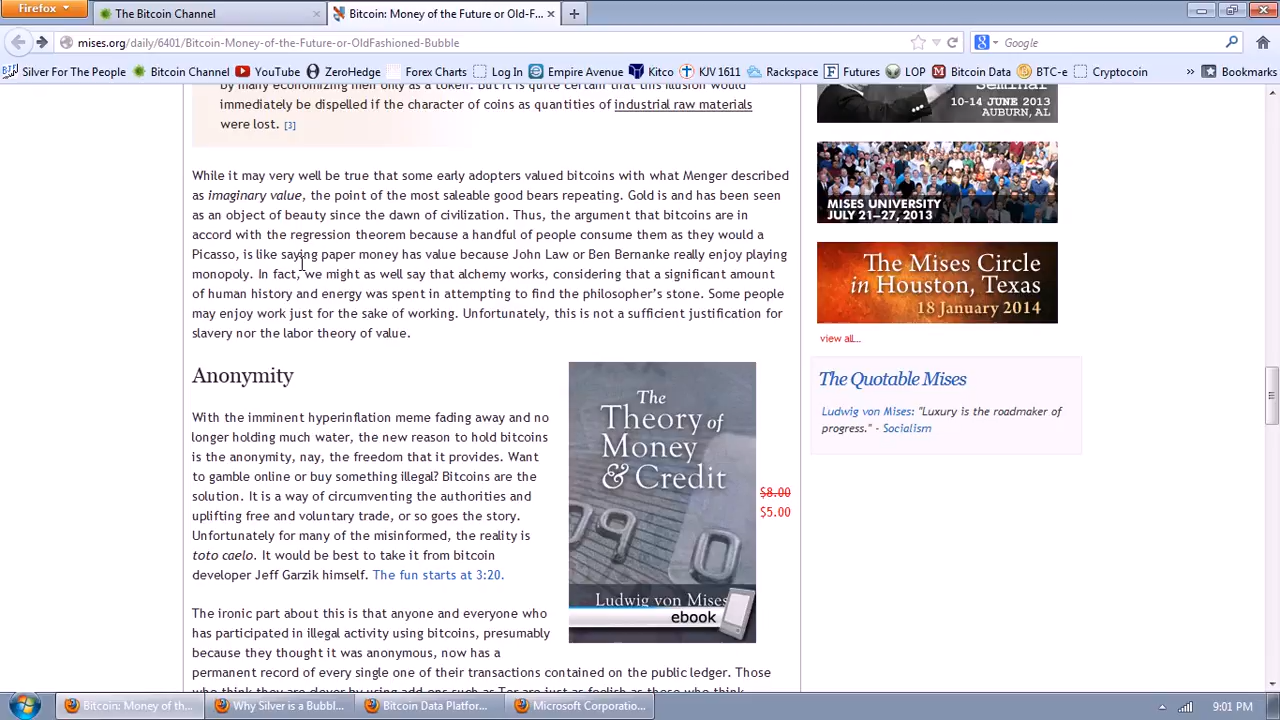 Firefox
The Bitcoin Channel
Bitcoin: Money of the Future or Old-F...
mises.org/daily/6401/Bitcoin-Money-of-the-Future-or-OldFashioned-Bubble
Google
Silver For The People
Bitcoin Channel
YouTube
ZeroHedge
Forex Charts
Log In
Empire Avenue
Kitco
KJV 1611
Rackspace
Futures
LOP
Bitcoin Data
BTC-e
Cryptocoin
»
Bookmarks
by many economizing men only as a token. But it is quite certain that this illusion would
immediately be dispelled if the character of coins as quantities of industrial raw materials
were lost. [3]
While it may very well be true that some early adopters valued bitcoins with what Menger described
as imaginary value, the point of the most saleable good bears repeating. Gold is and has been seen
as an object of beauty since the dawn of civilization. Thus, the argument that bitcoins are in
accord with the regression theorem because a handful of people consume them as they would a
Picasso, is like saying paper money has value because John Law or Ben Bernanke really enjoy playing
monopoly. In fact, we might as well say that alchemy works, considering that a significant amount
of human history and energy was spent in attempting to find the philosopher's stone. Some people
may enjoy work just for the sake of working. Unfortunately, this is not a sufficient justification for
slavery nor the labor theory of value.
Anonymity
With the imminent hyperinflation meme fading away and no
longer holding much water, the new reason to hold bitcoins
is the anonymity, nay, the freedom that it provides. Want
to gamble online or buy something illegal? Bitcoins are the
solution. It is a way of circumventing the authorities and
uplifting free and voluntary trade, or so goes the story.
Unfortunately for many of the misinformed, the reality is
toto caelo. It would be best to take it from bitcoin
developer Jeff Garzik himself. The fun starts at 3:20.
The ironic part about this is that anyone and everyone who
has participated in illegal activity using bitcoins, presumably
because they thought it was anonymous, now has a
permanent record of every single one of their transactions contained on the public ledger. Those
who think they are clever by using add-ons such as Tor are just as foolish as those who think
The
Theory of
Money
& Credit
Ludwig von Mises
ebook
$8.00
$5.00
Seminar
10-14 JUNE 2013
AUBURN, AL
MISES UNIVERSITY
JULY 21-27, 2013
The Mises Circle
in Houston, Texas
18 January 2014
view all...
The Quotable Mises
Ludwig von Mises: "Luxury is the roadmaker of
progress." - Socialism
Bitcoin: Money of th...
Why Silver is a Bubbl...
Bitcoin Data Platfor...
Microsoft Corporatio...
9:01 PM